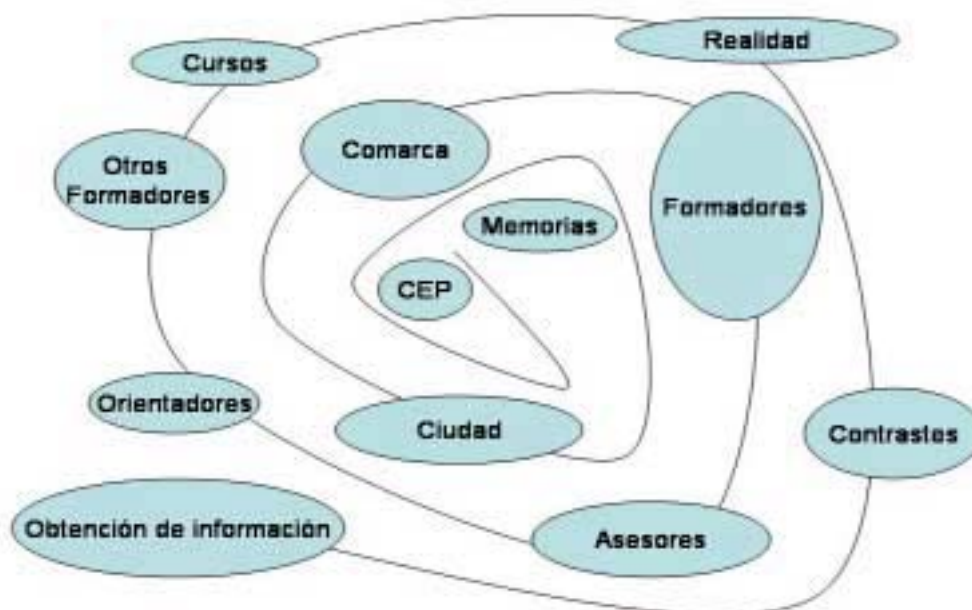 Realidad
Cursos
Comarca
Otros
Formadores
Formadores
Memorias
CEP
Orientadores
Ciudad
Contrastes
Obtención de información
Asesores